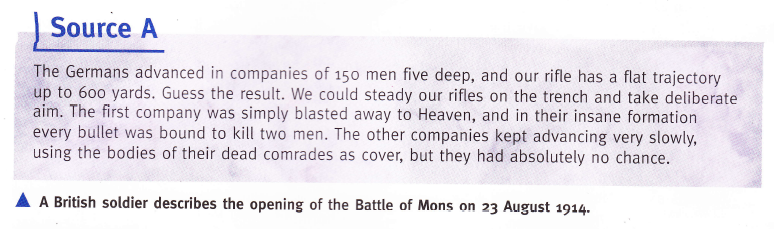 Source A
The Germans advanced in companies of 150 men five deep, and our rifle has a flat trajectory
up to 600 yards. Guess the result. We could steady our rifles on the trench and take deliberate
aim. The first company was simply blasted away to Heaven, and in their insane formation
every bullet was bound to kill two men. The other companies kept advancing very slowly,
using the bodies of their dead comrades as cover, but they had absolutely no chance.
▲ A British soldier describes the opening of the Battle of Mons on 23 August 1914.